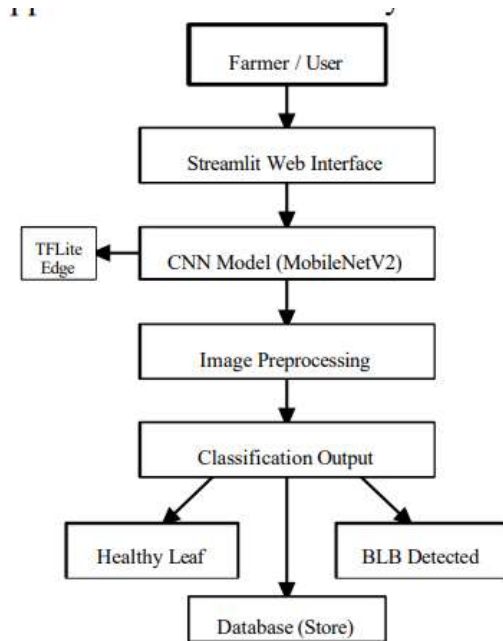 Farmer / User
Streamlit Web Interface
TFLite
Edge
CNN Model (MobileNetV2)
Image Preprocessing
Classification Output
Healthy Leaf
BLB Detected
Database (Store)